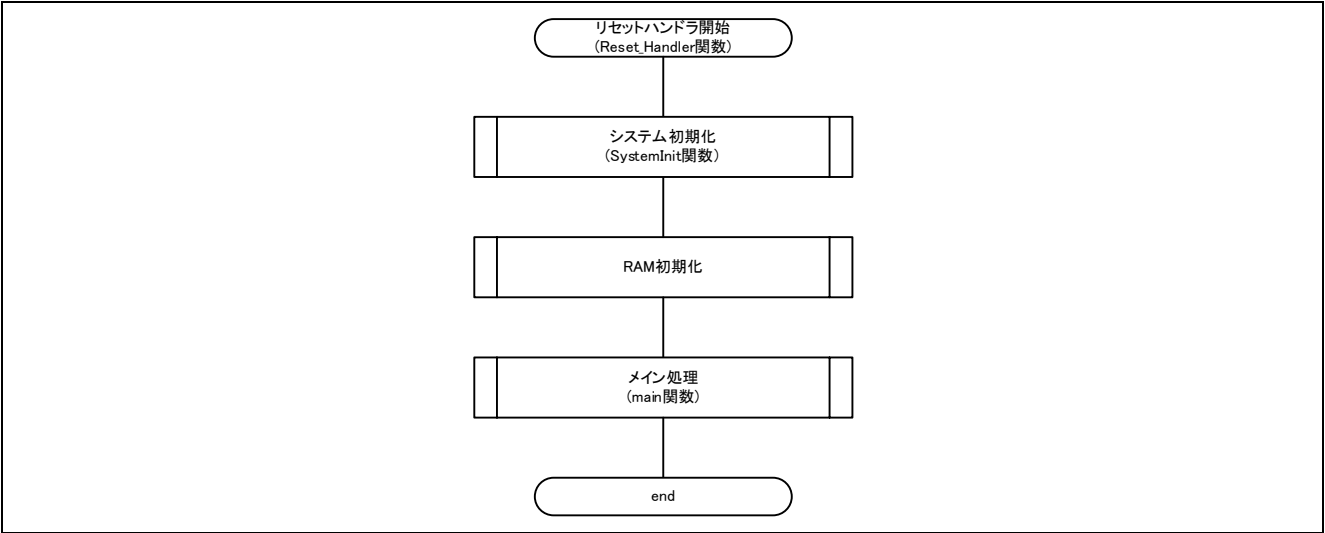 リセットハンドラ開始
(Reset_Handler関数)
システム初期化
(SystemInit関数)
RAM初期化
メイン処理
(main関数)
end